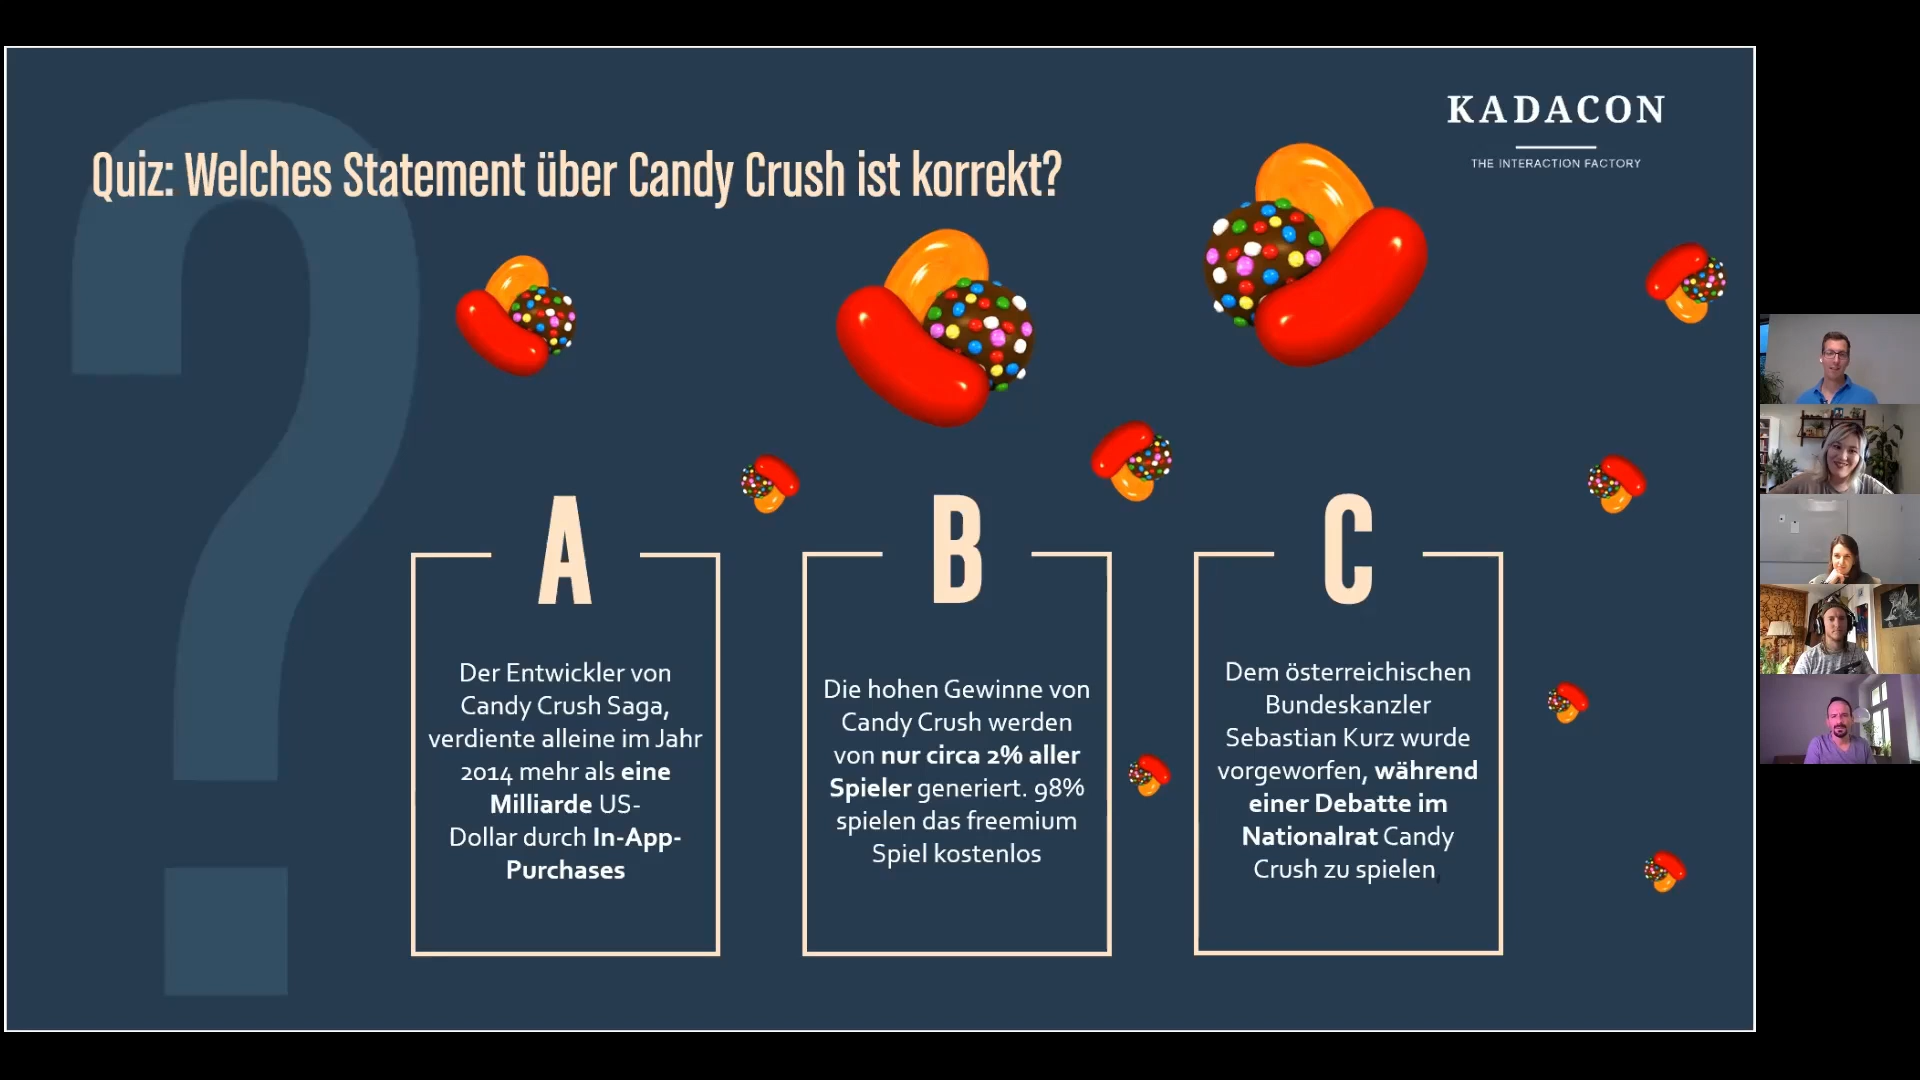 KADACON
THE INTERACTION FACTORY
Quiz: Welches Statement über Candy Crush ist korrekt?
A
Der Entwickler von
Candy Crush Saga,
verdiente alleine im Jahr
2014 mehr als eine
Milliarde US-
Dollar durch In-App-
Purchases
B
Die hohen Gewinne von
Candy Crush werden
von nur circa 2% aller
Spieler generiert. 98%
spielen das freemium
Spiel kostenlos
C
Dem österreichischen
Bundeskanzler
Sebastian Kurz wurde
vorgeworfen, während
einer Debatte im
Nationalrat Candy
Crush zu spielen,